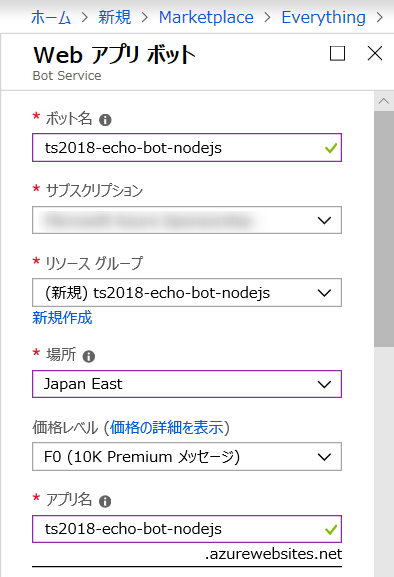 ホーム > 新規 > Marketplace > Everything >
Web アプリ ボット
Bot Service
* ボット名
ts2018-echo-bot-nodejs
* サブスクリプション
* リソース グループ
(新規) ts2018-echo-bot-nodejs
新規作成
* 場所
Japan East
価格レベル (価格の詳細を表示)
F0 (10K Premium メッセージ)
* アプリ名
ts2018-echo-bot-nodejs
.azurewebsites.net